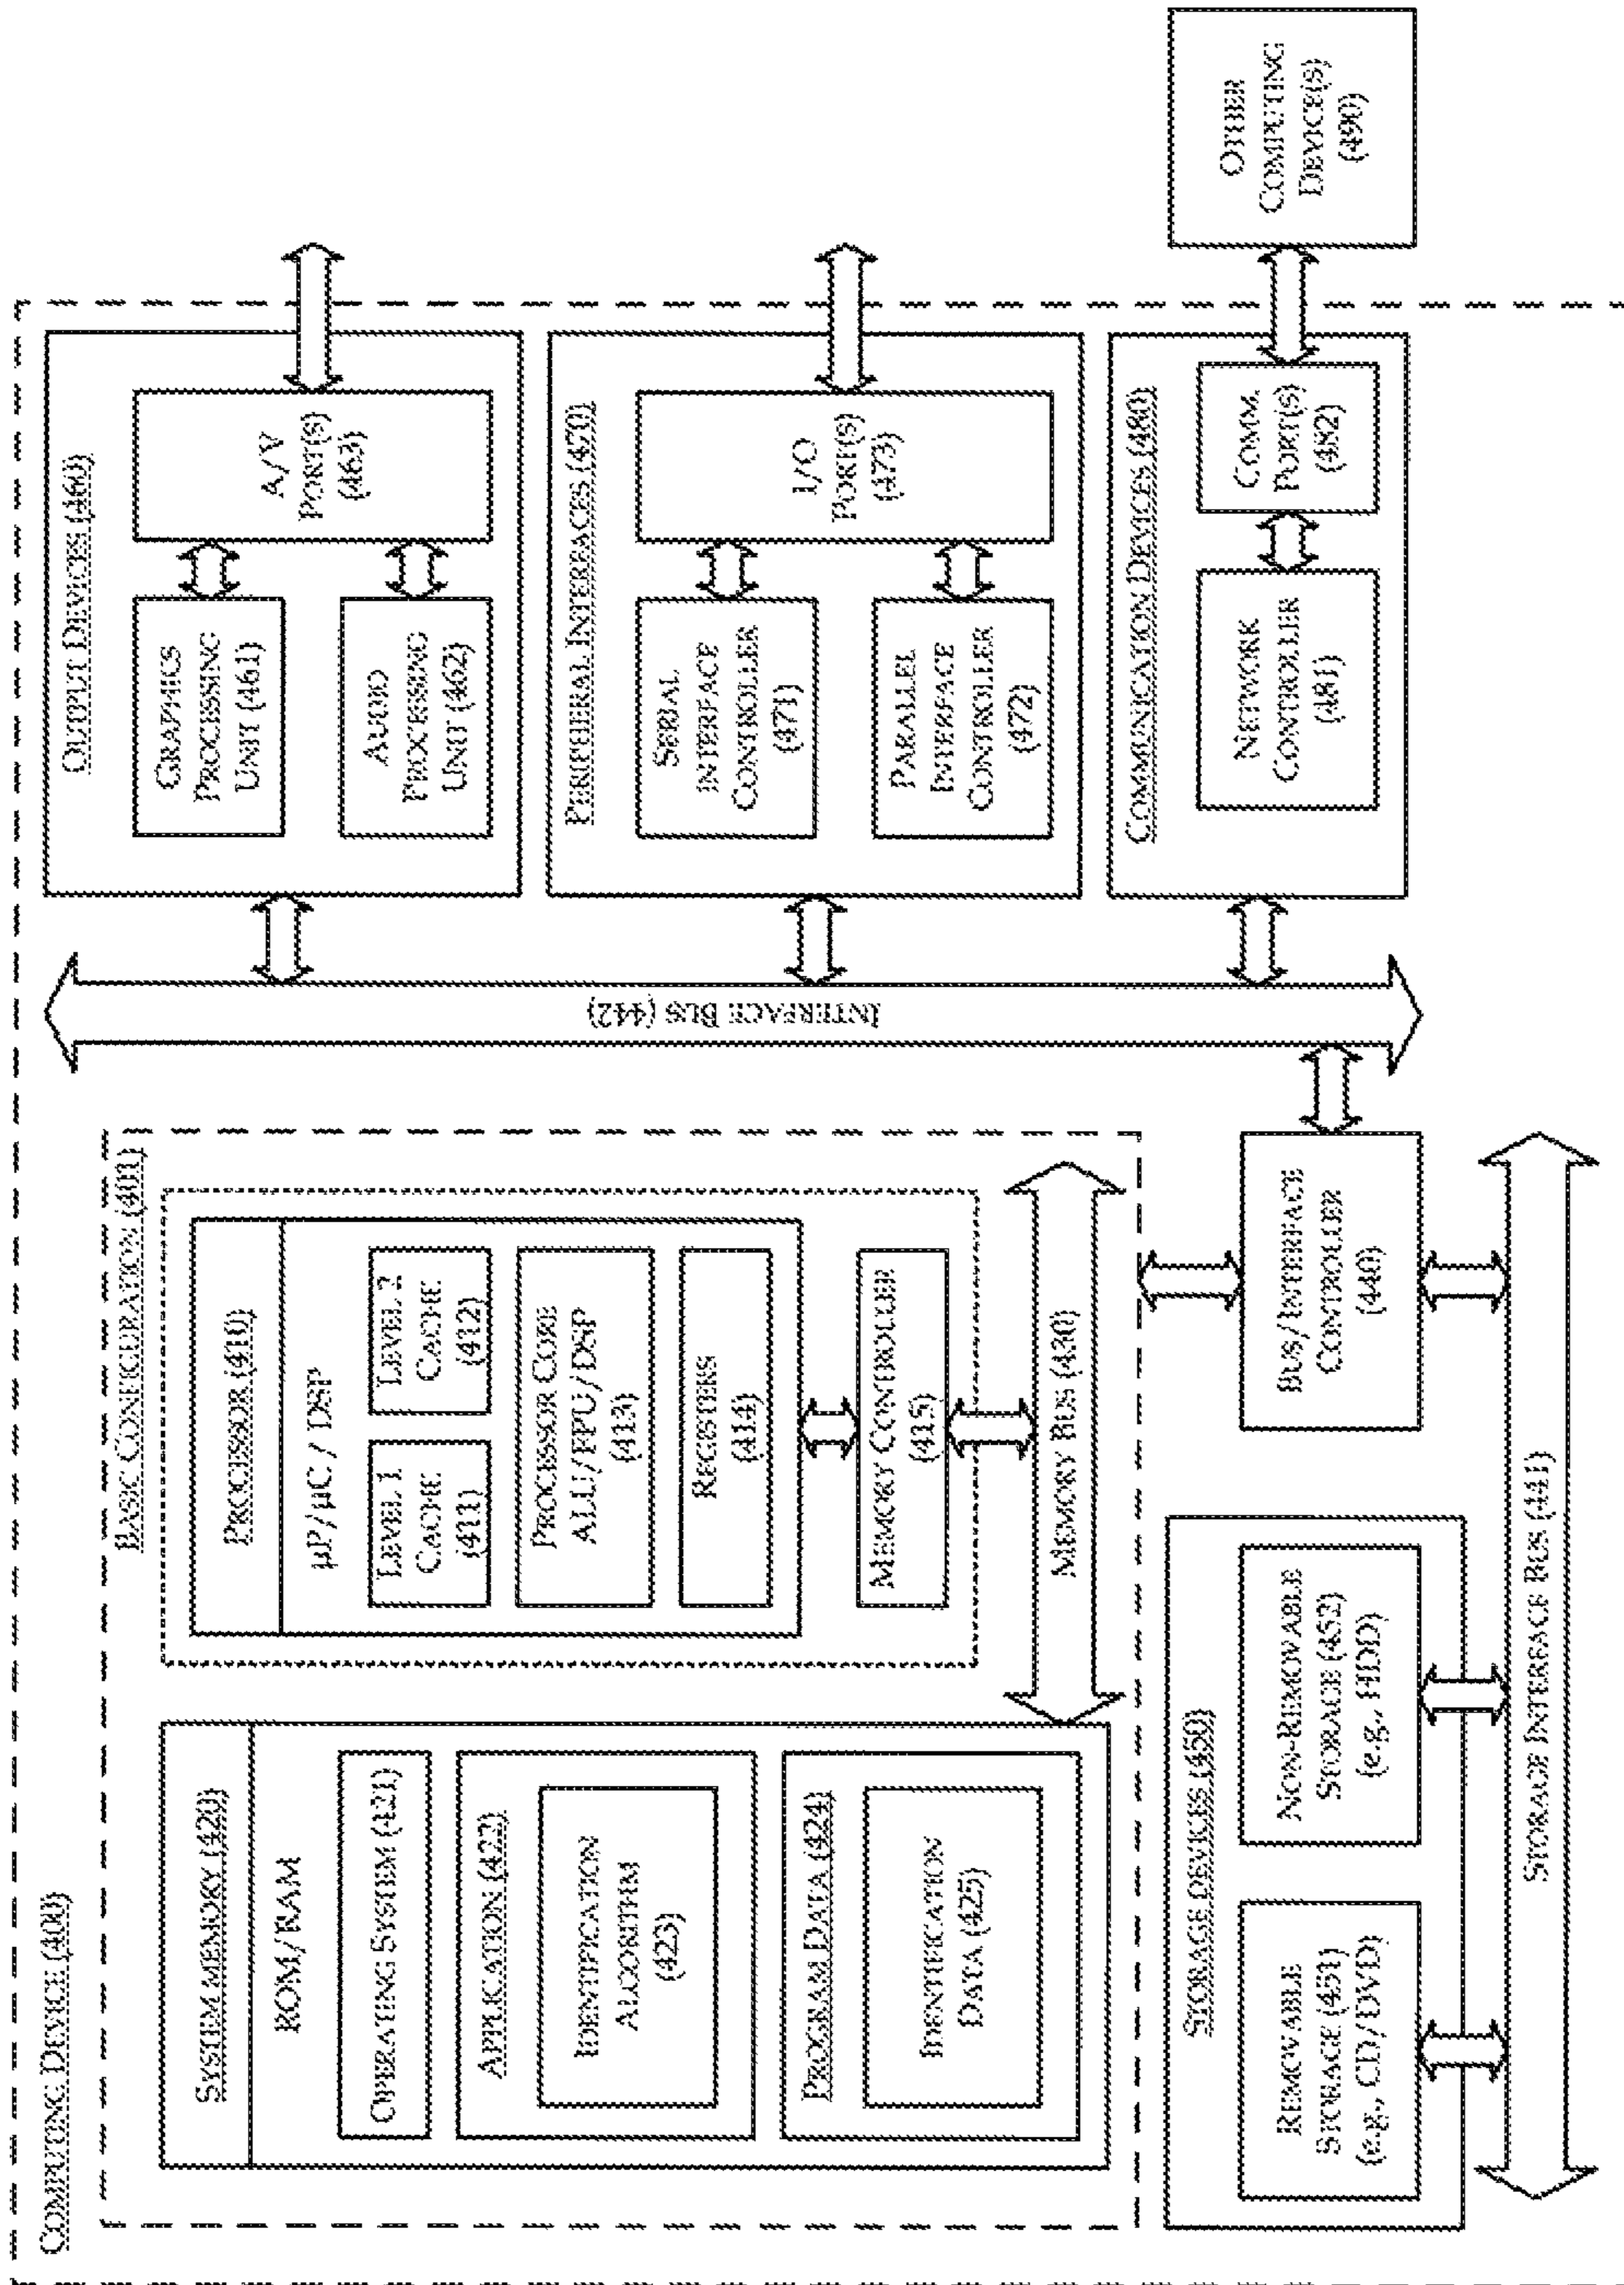 COMPUTING DEVICE (400)
BASIC CONFIGURATION (401)
SYSTEM MEMORY (420)
ROM/RAM
OPERATING SYSTEM (421)
APPLICATION (422)
IDENTIFICATION
ALGORITHM
(423)
PROGRAM DATA (424)
IDENTIFICATION
DATA (425)
PROCESSOR (410)
µP/µC / DSP
LEVEL 1
CACHE
(411)
LEVEL 2
CACHE
(412)
PROCESSOR CORE
ALU/FPU/DSP
(413)
REGISTERS
(414)
MEMORY CONTROLLER
(415)
MEMORY BUS (430)
BUS/INTERFACE
CONTROLLER
(440)
STORAGE DEVICES (450)
REMOVABLE
STORAGE (451)
(e.g., CD/DVD)
NON-REMOVABLE
STORAGE (452)
(e.g., HDD)
STORAGE INTERFACE BUS (441)
INTERFACE BUS (442)
OUTPUT DEVICES (460)
GRAPHICS
PROCESSING
UNIT (461)
AUDIO
PROCESSING
UNIT (462)
A/V
PORT(S)
(463)
PERIPHERAL INTERFACES (470)
SERIAL
INTERFACE
CONTROLLER
(471)
PARALLEL
INTERFACE
CONTROLLER
(472)
I/O
PORT(S)
(473)
COMMUNICATION DEVICES (480)
NETWORK
CONTROLLER
(481)
COMM.
PORT(S)
(482)
OTHER
COMPUTING
DEVICE(S)
(490)